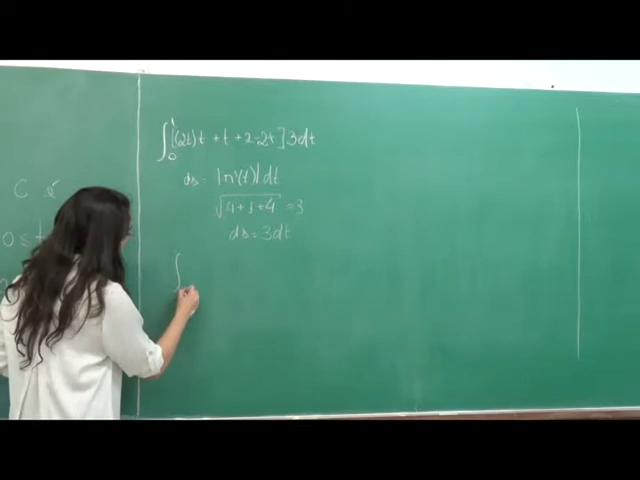 C é
0 ≤ t
∫₀¹ [(2t)t + t + 2-2t] 3dt
ds = |r'(t)| dt
√4+1+4 = 3
ds = 3dt
∫